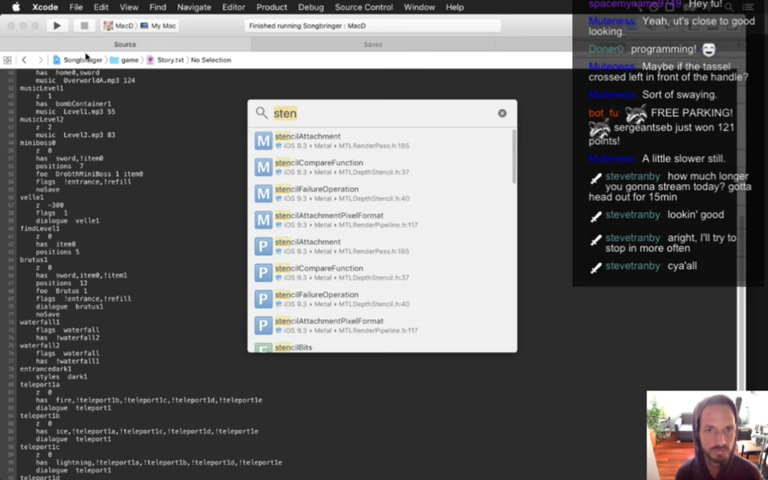 Xcode File Edit View Find Navigate Editor Product Debug Source Control Window Help
MacD My Mac
Finished running Songbringer : MacD
Source
Saves
Songbringer game Story.txt No Selection
has home0,sword
music OverworldA.mp3 124
musicLevel1
z 1
has bombContainer1
music Level1.mp3 55
musicLevel2
z 2
music Level2.mp3 83
miniboss0
z 0
has sword,!item0
positions 7
foe DrothMiniBoss 1 item0
flags !entrance,!refill
noSave
velle1
z -300
flags 1
dialogue velle1
findLevel1
z 0
has item0
positions 5
brutus1
z 0
has sword,item0,!item1
positions 12
foe Brutus 1
flags !entrance,!refill
dialogue brutus1
noSave
waterfall1
flags waterfall
has !waterfall2
waterfall2
flags waterfall
has waterfall1
entrancedark1
styles dark1
teleport1a
z 0
has fire,!teleport1b,!teleport1c,!teleport1d,!teleport1e
dialogue teleport1
teleport1b
z 0
has ice,!teleport1a,!teleport1c,!teleport1d,!teleport1e
dialogue teleport1
teleport1c
z 0
has lightning,!teleport1a,!teleport1b,!teleport1d,!teleport1e
dialogue teleport1
teleport1d
sten
M stencilAttachment
iOS 9.3 ▸ Metal ▸ MTLRenderPass.h:185
M stencilCompareFunction
iOS 9.3 ▸ Metal ▸ MTLDepthStencil.h:37
M stencilFailureOperation
iOS 9.3 ▸ Metal ▸ MTLDepthStencil.h:40
M stencilAttachmentPixelFormat
iOS 9.3 ▸ Metal ▸ MTLRenderPipeline.h:117
P stencilAttachment
iOS 9.3 ▸ Metal ▸ MTLRenderPass.h:185
P stencilCompareFunction
iOS 9.3 ▸ Metal ▸ MTLDepthStencil.h:37
P stencilFailureOperation
iOS 9.3 ▸ Metal ▸ MTLDepthStencil.h:40
P stencilAttachmentPixelFormat
iOS 9.3 ▸ Metal ▸ MTLRenderPipeline.h:117
stencilBits
Hey fu!
Muteness: Yeah, ut's close to good
looking.
Doner0 programming!
Muteness: Maybe if the tassel
crossed left in front of the handle?
Muteness: Sort of swaying.
bot_fu: FREE PARKING!
sergeantseb just won 121
points!
Muteness: A little slower still.
stevetranby how much longer
you gonna stream today? gotta
head out for 15min
stevetranby lookin' good
stevetranby aright, I'll try to
stop in more often
stevetranby cya'all